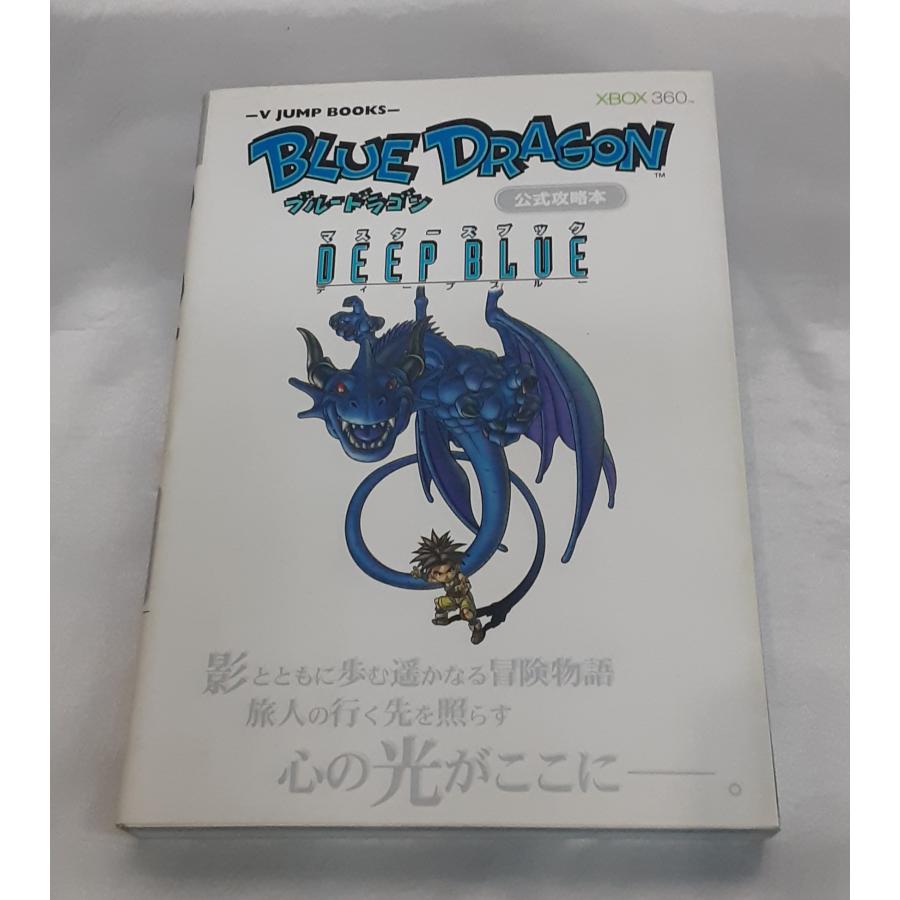 —V JUMP BOOKS—
XBOX 360™
BLUE DRAGON™
ブルードラゴン
公式攻略本
マスターズブック
DEEP BLUE
ディープブルー
影とともに歩む遥かなる冒険物語
旅人の行く先を照らす
心の光がここに――。